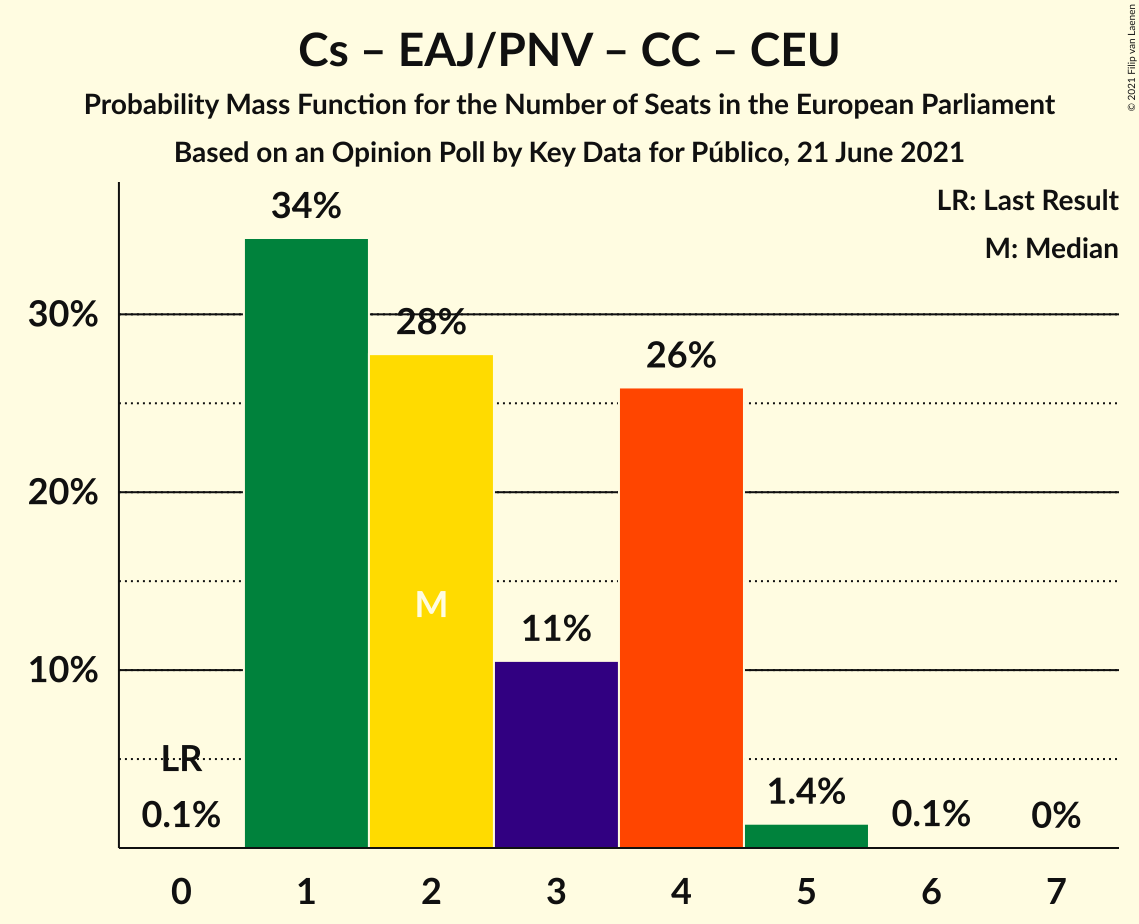 Cs – EAJ/PNV – CC – CEU
Probability Mass Function for the Number of Seats in the European Parliament
Based on an Opinion Poll by Key Data for Público, 21 June 2021
© 2021 Filip van Laenen
LR: Last Result
M: Median
34%
30%
28%
26%
20%
M
11%
10%
LR
0.1%
1.4%
0.1%
0%
0 1 2 3 4 5 6 7